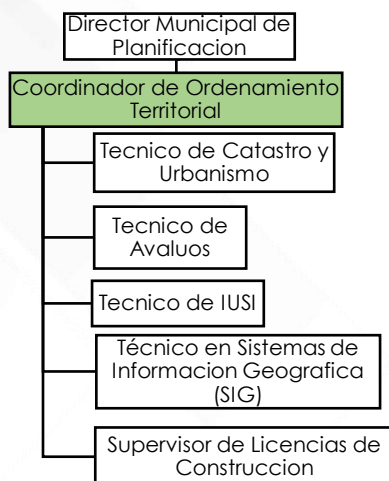 Director Municipal de
Planificacion
Coordinador de Ordenamiento
Territorial
Tecnico de Catastro y
Urbanismo
Tecnico de
Avaluos
Tecnico de IUSI
Técnico en Sistemas de
Informacion Geografica
(SIG)
Supervisor de Licencias de
Construccion